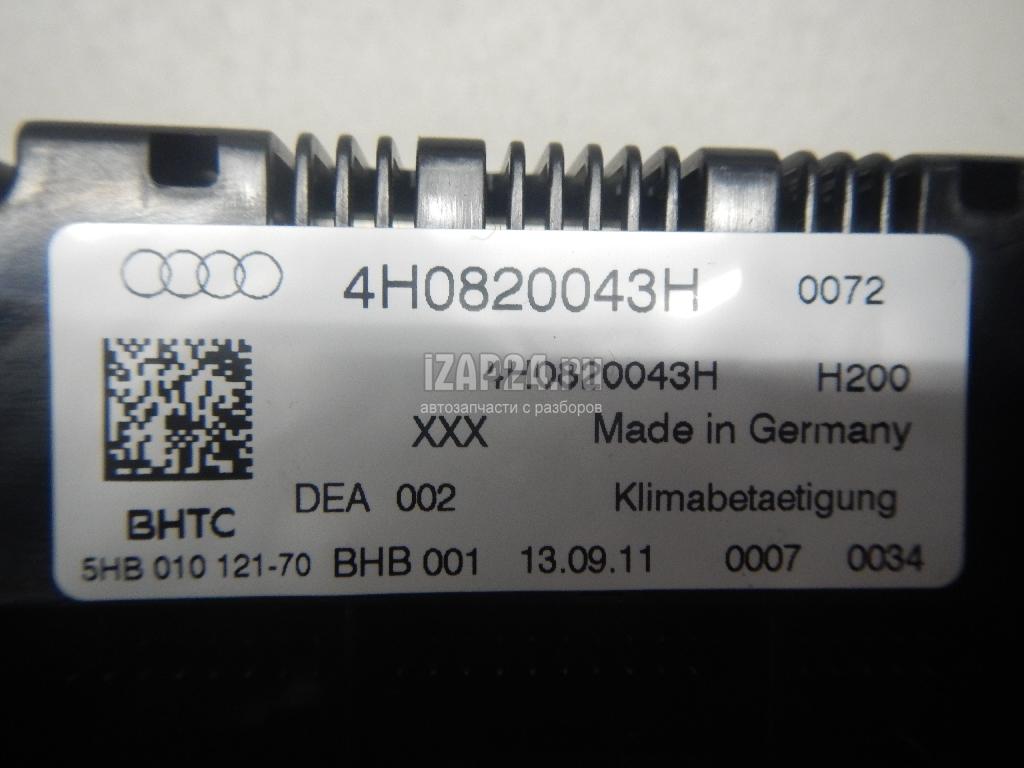 4H0820043H 0072
iZAP24.ru
4H0820043H H200
автозапчасти с разборов
XXX Made in Germany
DEA 002 Klimabetaetigung
BHTC
5HB 010 121-70 BHB 001 13.09.11 0007 0034